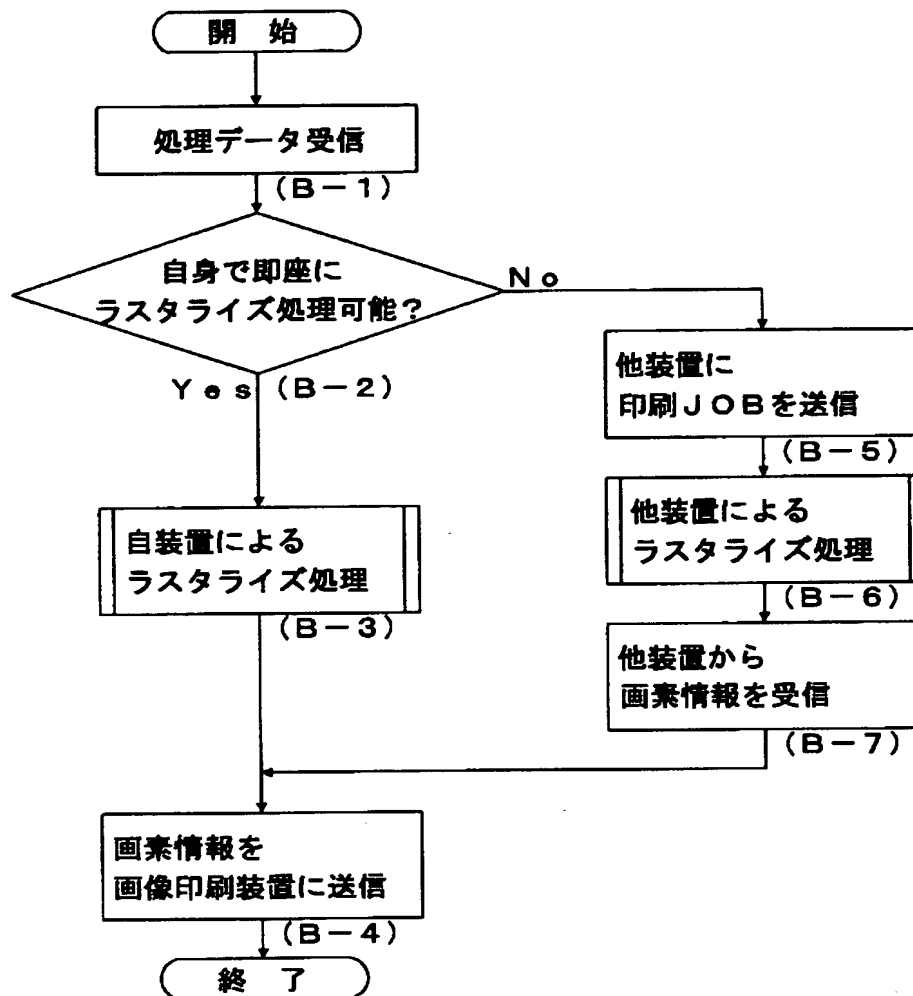 開 始
処理データ受信
(B-1)
自身で即座に
ラスタライズ処理可能?
No
Yes
(B-2)
他装置に
印刷JOBを送信
(B-5)
自装置による
ラスタライズ処理
(B-3)
他装置による
ラスタライズ処理
(B-6)
他装置から
画素情報を受信
(B-7)
画素情報を
画像印刷装置に送信
(B-4)
終 了